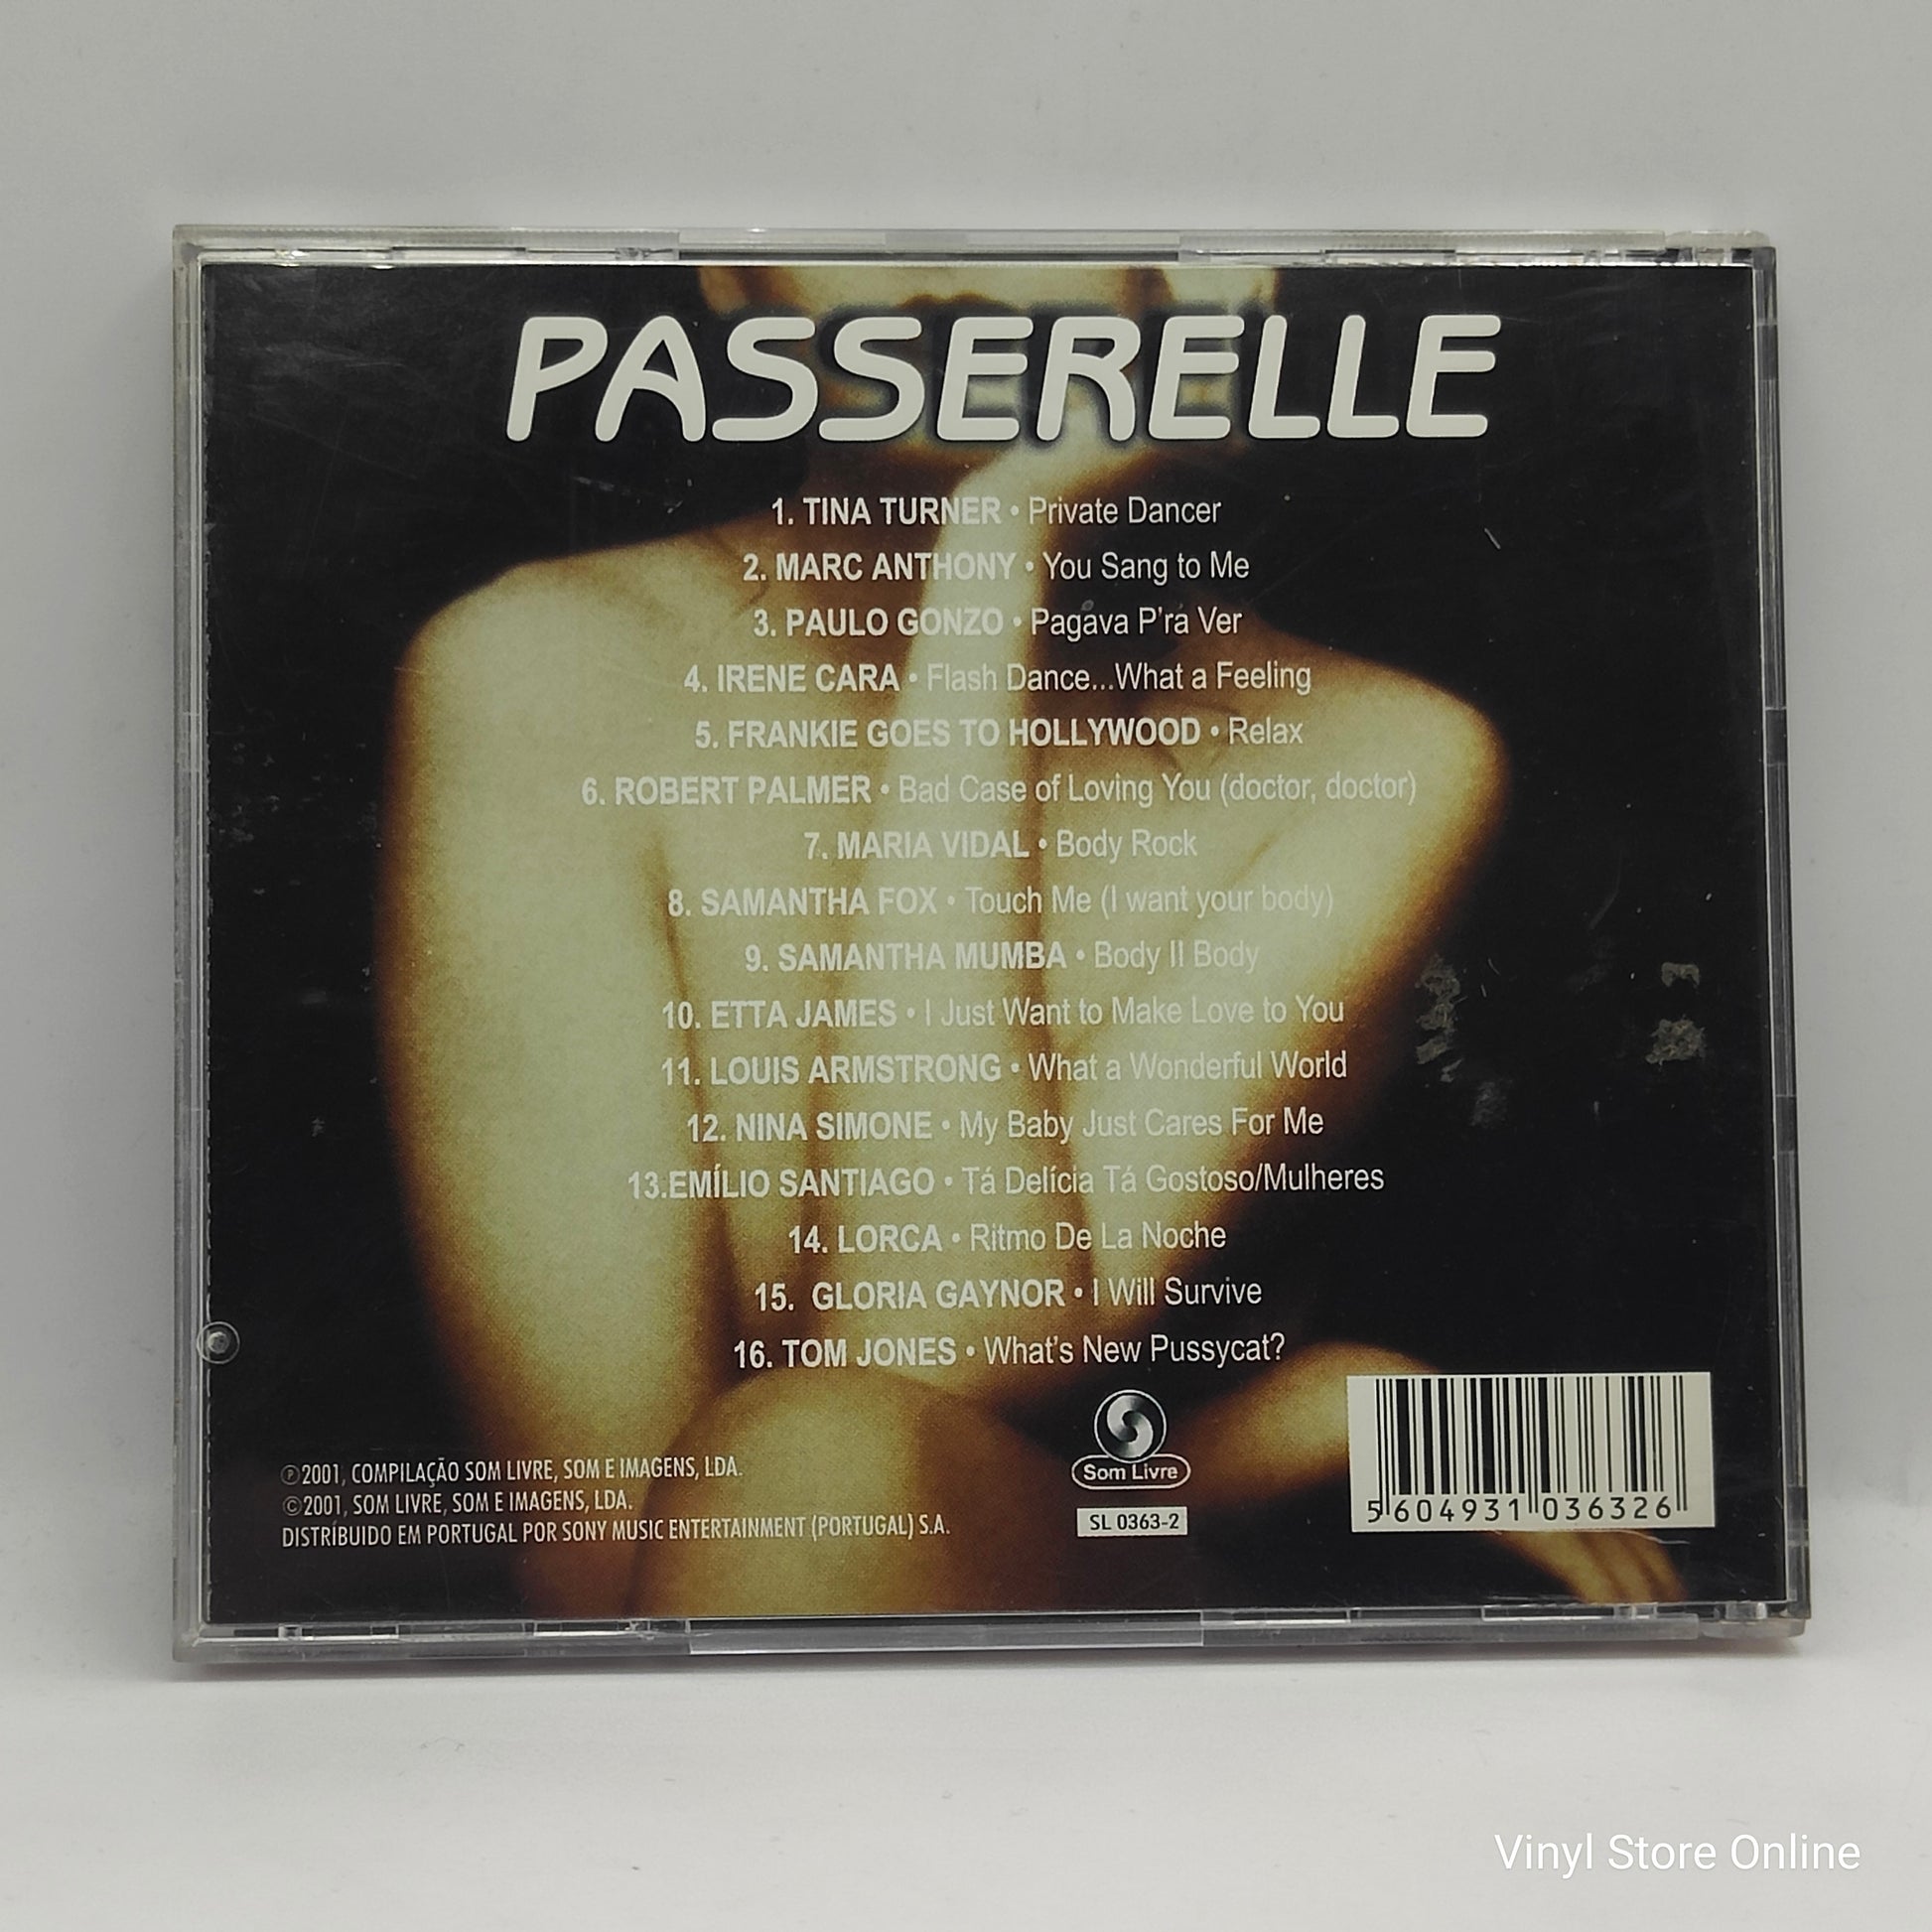 PASSERELLE
1. TINA TURNER • Private Dancer
2. MARC ANTHONY • You Sang to Me
3. PAULO GONZO • Pagava P'ra Ver
4. IRENE CARA • Flash Dance...What a Feeling
5. FRANKIE GOES TO HOLLYWOOD • Relax
6. ROBERT PALMER • Bad Case of Loving You (doctor, doctor)
7. MARIA VIDAL • Body Rock
8. SAMANTHA FOX • Touch Me (I want your body)
9. SAMANTHA MUMBA • Body II Body
10. ETTA JAMES • I Just Want to Make Love to You
11. LOUIS ARMSTRONG • What a Wonderful World
12. NINA SIMONE • My Baby Just Cares For Me
13.EMÍLIO SANTIAGO • Tá Delícia Tá Gostoso/Mulheres
14. LORCA • Ritmo De La Noche
15. GLORIA GAYNOR • I Will Survive
16. TOM JONES • What's New Pussycat?
℗2001, COMPILAÇÃO SOM LIVRE, SOM E IMAGENS, LDA.
©2001, SOM LIVRE, SOM E IMAGENS, LDA.
DISTRÍBUIDO EM PORTUGAL POR SONY MUSIC ENTERTAINMENT (PORTUGAL) S.A.
Som Livre
SL 0363-2
5 604931 036326
Vinyl Store Online